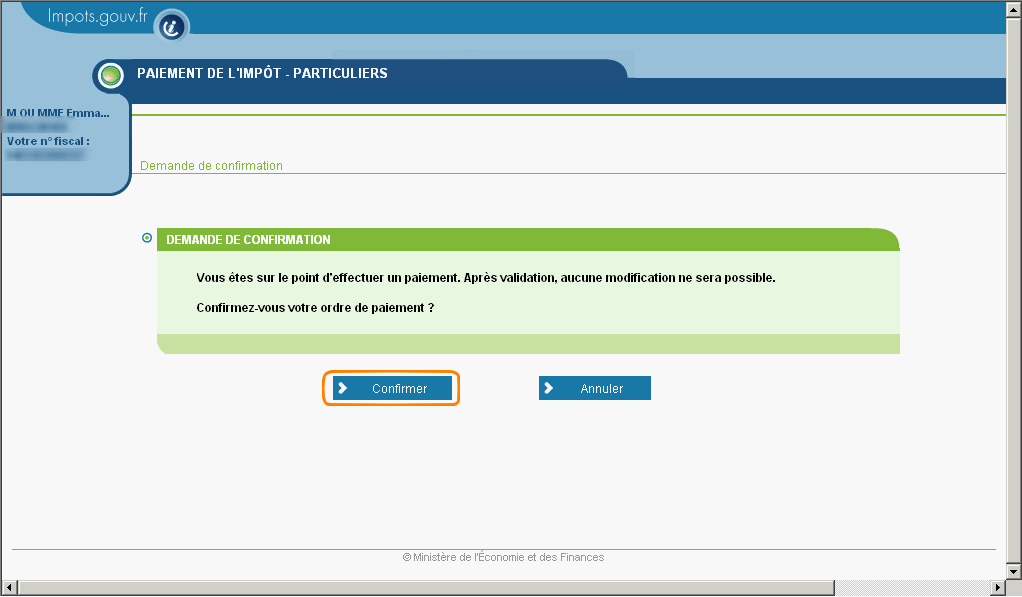 Impots.gouv.fr
PAIEMENT DE L'IMPÔT - PARTICULIERS
M OU MME Emma...
Votre n° fiscal :
Demande de confirmation
DEMANDE DE CONFIRMATION
Vous êtes sur le point d'effectuer un paiement. Après validation, aucune modification ne sera possible.
Confirmez-vous votre ordre de paiement ?
Confirmer
Annuler
© Ministère de l'Économie et des Finances